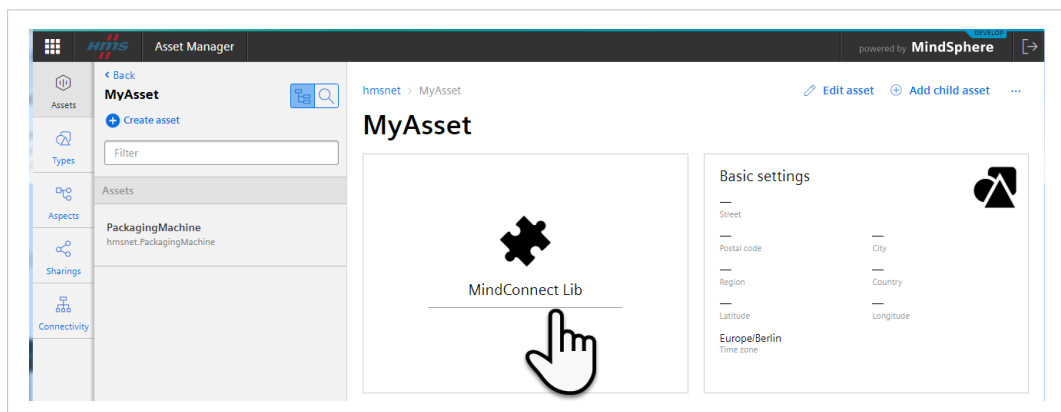 HMS
Asset Manager
DEVELOP
powered by MindSphere
Assets
Types
Aspects
Sharings
Connectivity
Back
MyAsset
Create asset
Filter
Assets
PackagingMachine
hmsnet.PackagingMachine
hmsnet > MyAsset
Edit asset
Add child asset
...
MyAsset
MindConnect Lib
Basic settings
—
Street
— —
Postal code City
— —
Region Country
— —
Latitude Longitude
Europe/Berlin
Time zone